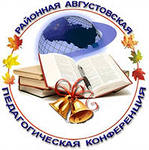 РАЙОННАЯ АВГУСТОВСКАЯ
ПЕДАГОГИЧЕСКАЯ КОНФЕРЕНЦИЯ